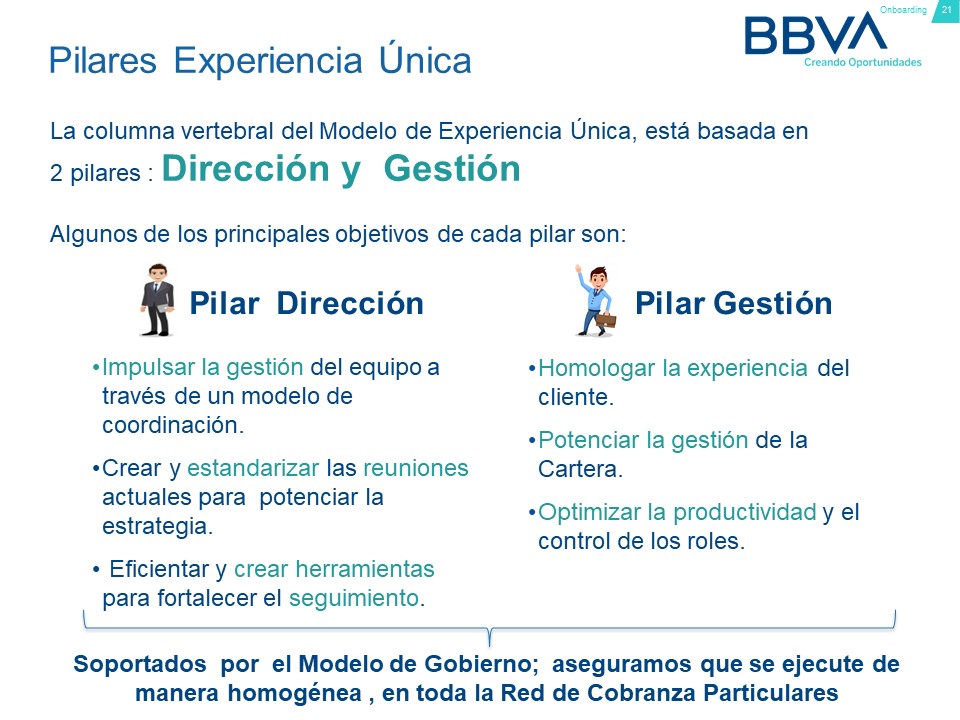 Onboarding 21
BBVA
Creando Oportunidades
Pilares Experiencia Única
La columna vertebral del Modelo de Experiencia Única, está basada en
2 pilares : Dirección y Gestión
Algunos de los principales objetivos de cada pilar son:
Pilar Dirección
•Impulsar la gestión del equipo a
través de un modelo de
coordinación.
•Crear y estandarizar las reuniones
actuales para potenciar la
estrategia.
• Eficientar y crear herramientas
para fortalecer el seguimiento.
Pilar Gestión
•Homologar la experiencia del
cliente.
•Potenciar la gestión de la
Cartera.
•Optimizar la productividad y el
control de los roles.
Soportados por el Modelo de Gobierno; aseguramos que se ejecute de
manera homogénea , en toda la Red de Cobranza Particulares